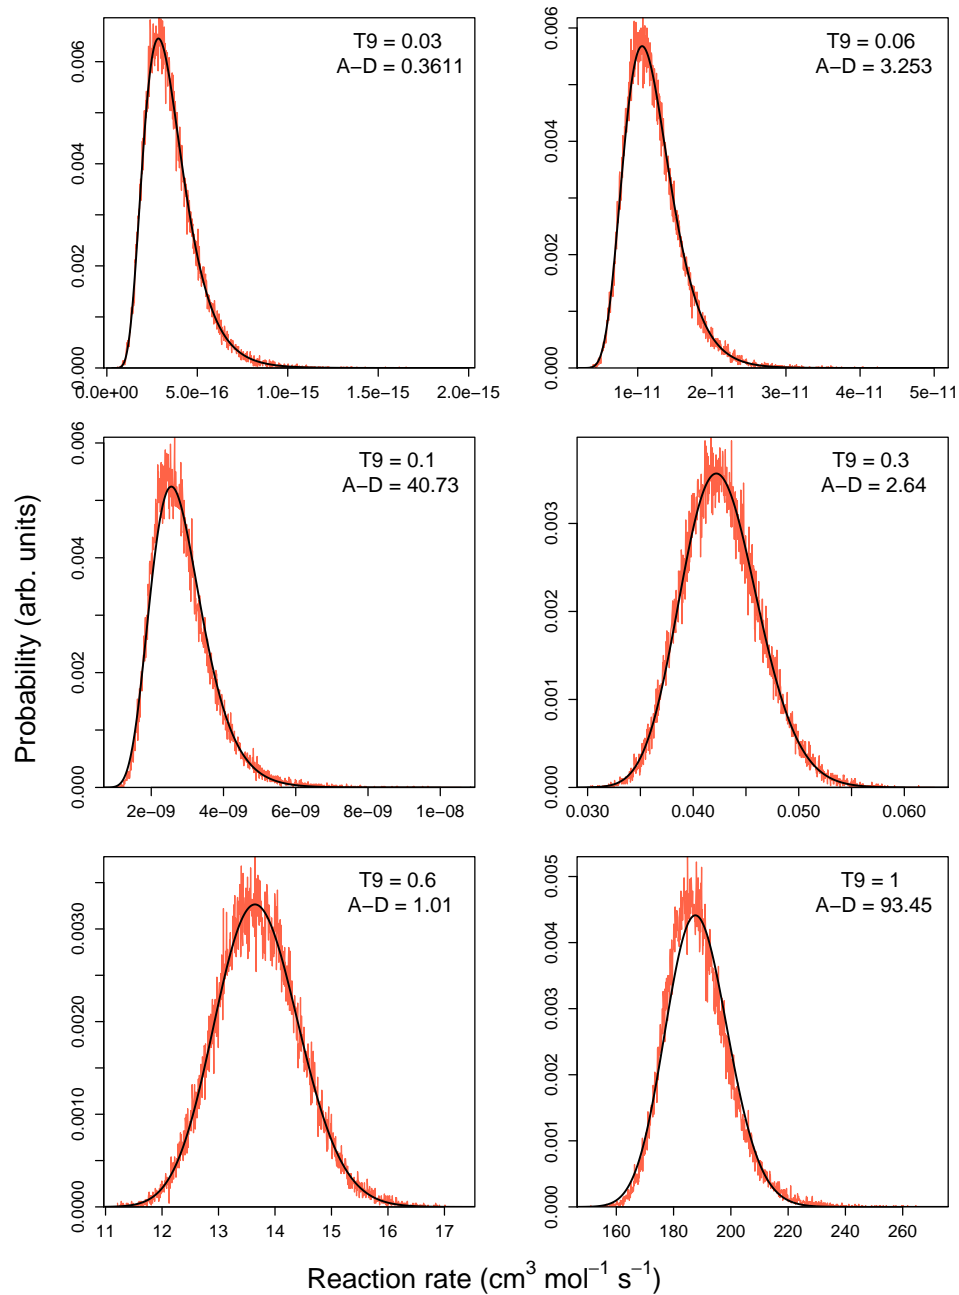 T9 = 0.03
A−D = 0.3611
0.000
0.002
0.004
0.006
0.0e+00
5.0e−16
1.0e−15
1.5e−15
2.0e−15
T9 = 0.06
A−D = 3.253
0.000
0.002
0.004
0.006
1e−11
2e−11
3e−11
4e−11
5e−11
T9 = 0.1
A−D = 40.73
0.000
0.002
0.004
0.006
2e−09
4e−09
6e−09
8e−09
1e−08
T9 = 0.3
A−D = 2.64
0.000
0.001
0.002
0.003
0.030
0.040
0.050
0.060
T9 = 0.6
A−D = 1.01
0.0000
0.0010
0.0020
0.0030
11
12
13
14
15
16
17
T9 = 1
A−D = 93.45
0.000
0.001
0.002
0.003
0.004
0.005
160
180
200
220
240
260
Probability (arb. units)
Reaction rate (cm³ mol⁻¹ s⁻¹)